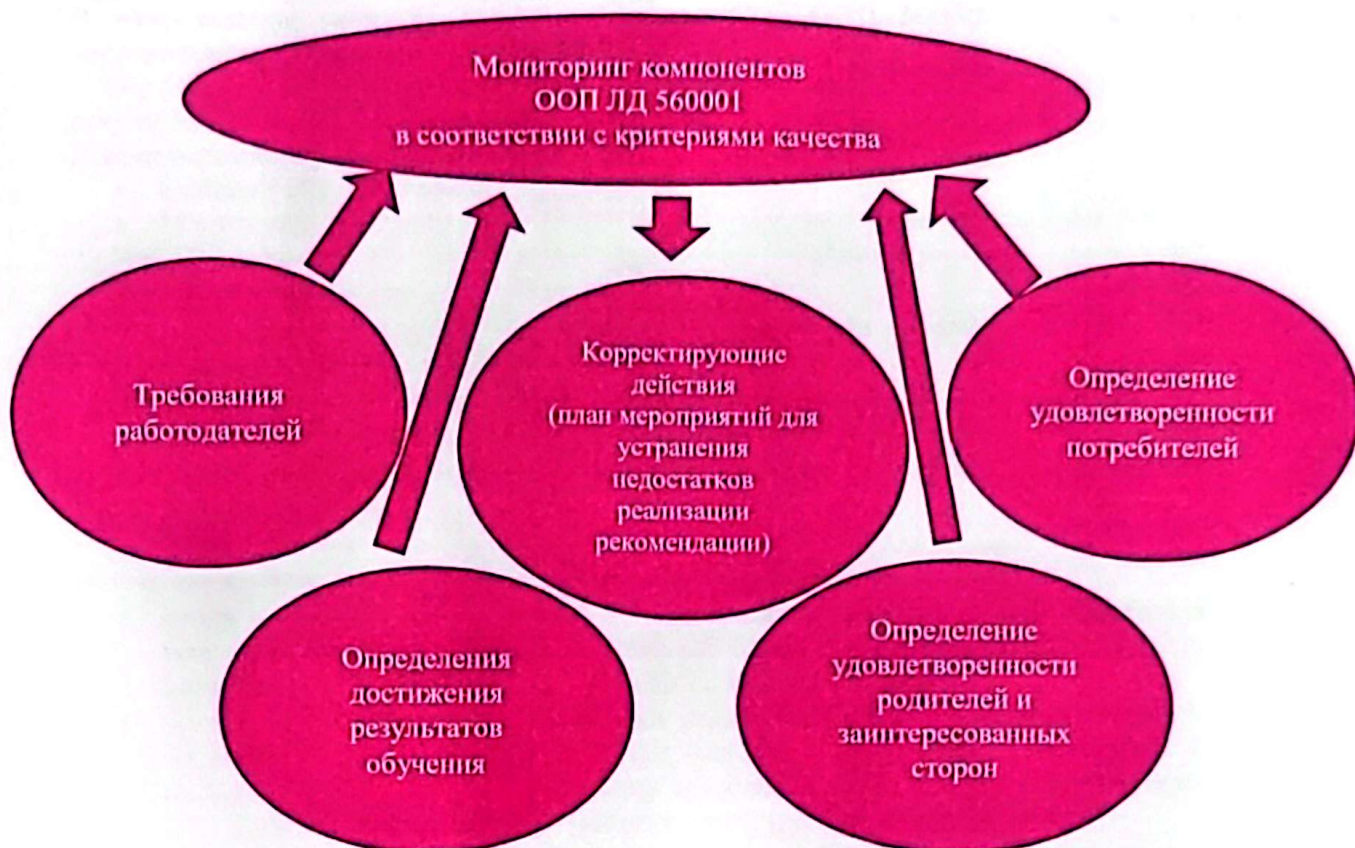 Мониторинг компонентов
ООП ЛД 560001
в соответствии с критериями качества
Требования
работодателей
Корректирующие
действия
(план мероприятий для
устранения
недостатков
реализации
рекомендации)
Определение
удовлетворенности
потребителей
Определения
достижения
результатов
обучения
Определение
удовлетворенности
родителей и
заинтересованных
сторон